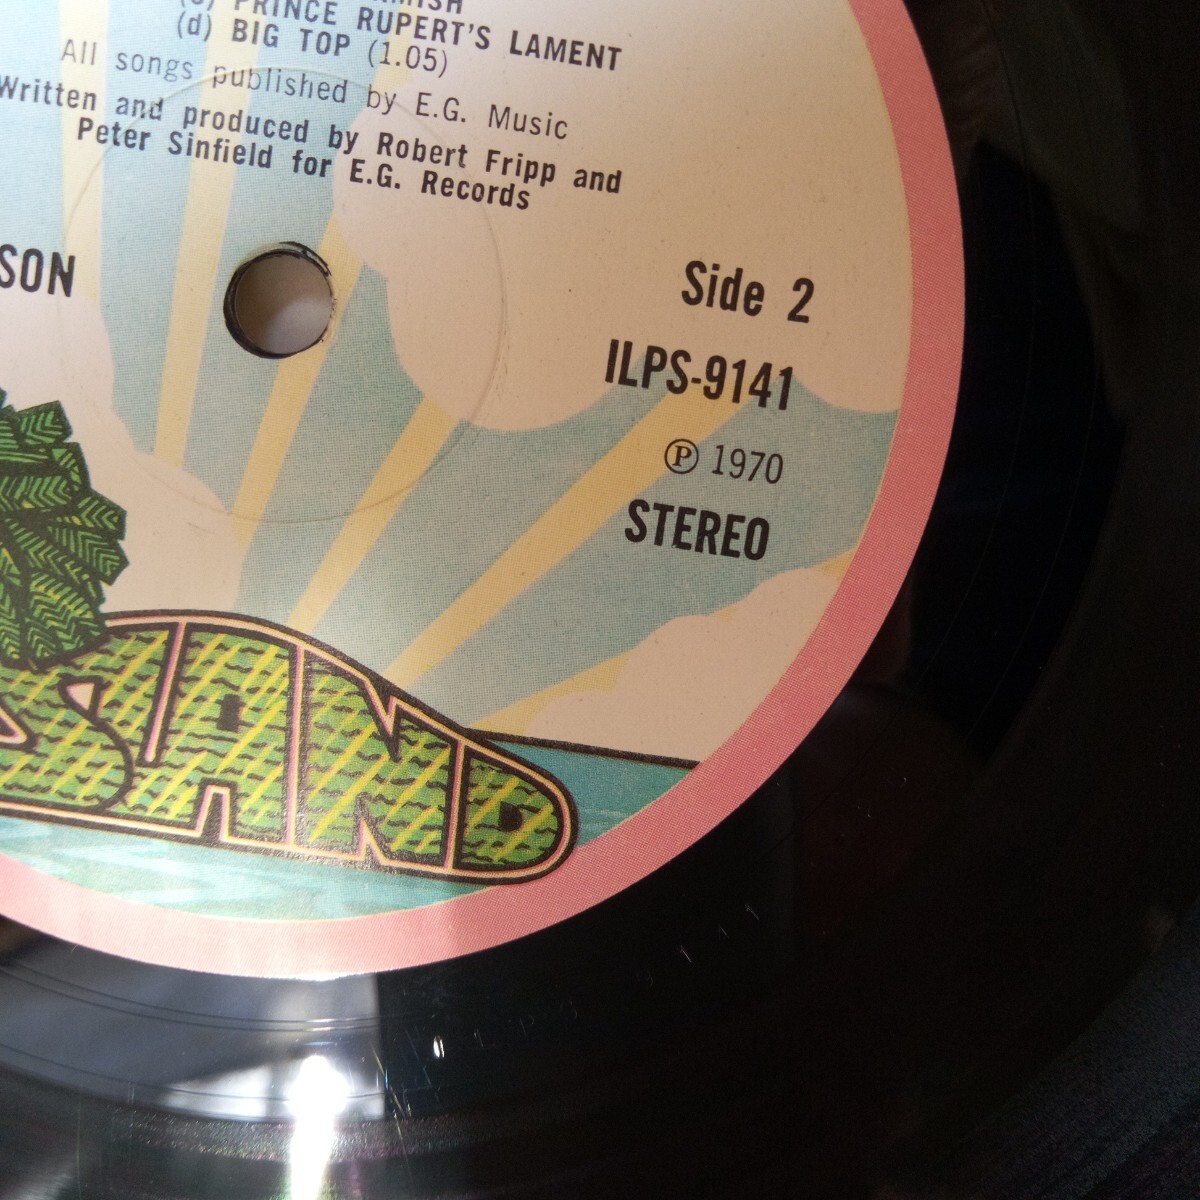 PRINCE RUPERT'S LAMENT
(d) BIG TOP (1.05)
All songs published by E.G. Music
Written and produced by Robert Fripp and
Peter Sinfield for E.G. Records
SON
Side 2
ILPS-9141
℗ 1970
STEREO
SLAND